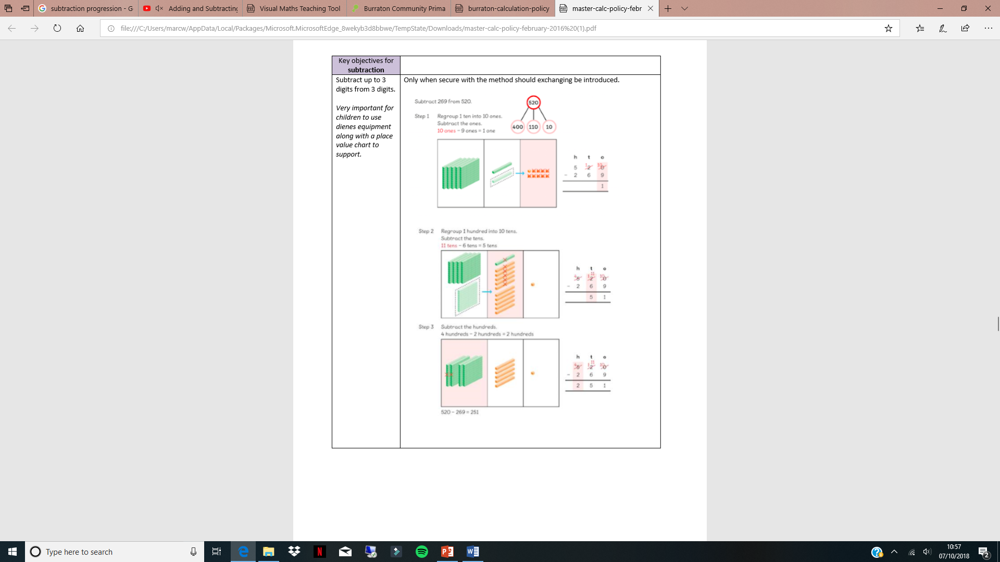 subtraction progression - G
Adding and Subtracting
Visual Maths Teaching Tool
Burraton Community Prima
burraton-calculation-policy
master-calc-policy-febr
file:///C:/Users/marcw/AppData/Local/Packages/Microsoft.MicrosoftEdge_8wekyb3d8bbwe/TempState/Downloads/master-calc-policy-february-2016%20(1).pdf
Key objectives for
subtraction
Subtract up to 3
digits from 3 digits.
Very important for
children to use
dienes equipment
along with a place
value chart to
support.
Only when secure with the method should exchanging be introduced.
Subtract 269 from 520.
520
400 110 10
Step 1 Regroup 1 ten into 10 ones.
Subtract the ones.
10 ones - 9 ones = 1 one
h t o
1 10
5 2 0
- 2 6 9
1
Step 2 Regroup 1 hundred into 10 tens.
Subtract the tens.
11 tens - 6 tens = 5 tens
h t o
11
4 1 10
5 2 0
- 2 6 9
5 1
Step 3 Subtract the hundreds.
4 hundreds - 2 hundreds = 2 hundreds
h t o
11
4 1 10
5 2 0
- 2 6 9
2 5 1
520 - 269 = 251
Type here to search
10:57
07/10/2018
2